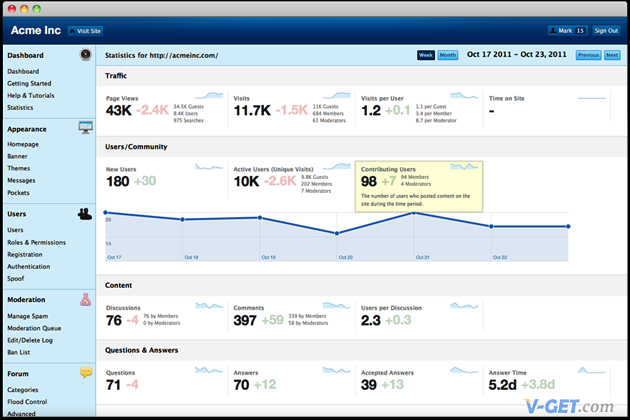 Acme Inc
Visit Site
Mark 15
Sign Out
Dashboard
Dashboard
Getting Started
Help & Tutorials
Statistics
Appearance
Homepage
Banner
Themes
Messages
Pockets
Users
Users
Roles & Permissions
Registration
Authentication
Spoof
Moderation
Manage Spam
Moderation Queue
Edit/Delete Log
Ban List
Forum
Categories
Flood Control
Advanced
Statistics for http://acmeinc.com/
Week
Month
Oct 17 2011 – Oct 23, 2011
Previous
Next
Traffic
Page Views
43K -2.4K
34.5K Guests
8.4K Users
975 Searches
Visits
11.7K -1.5K
11K Guests
684 Members
61 Moderators
Visits per User
1.2 +0.1
1.1 per Guest
3.4 per Member
8.7 per Moderator
Time on Site
-
Users/Community
New Users
180 +30
Active Users (Unique Visits)
10K -2.6K
9.8K Guests
202 Members
7 Moderators
Contributing Users
98 +7
94 Members
4 Moderators
The number of users who posted content on the
site during the time period.
28
14
Oct 17
Oct 18
Oct 19
Oct 20
Oct 21
Oct 22
Content
Discussions
76 -4
76 by Members
0 by Moderators
Comments
397 +59
339 by Members
58 by Moderators
Users per Discussion
2.3 +0.3
Questions & Answers
Questions
71 -4
Answers
70 +12
Accepted Answers
39 +13
Answer Time
5.2d +3.8d
V-GET.com